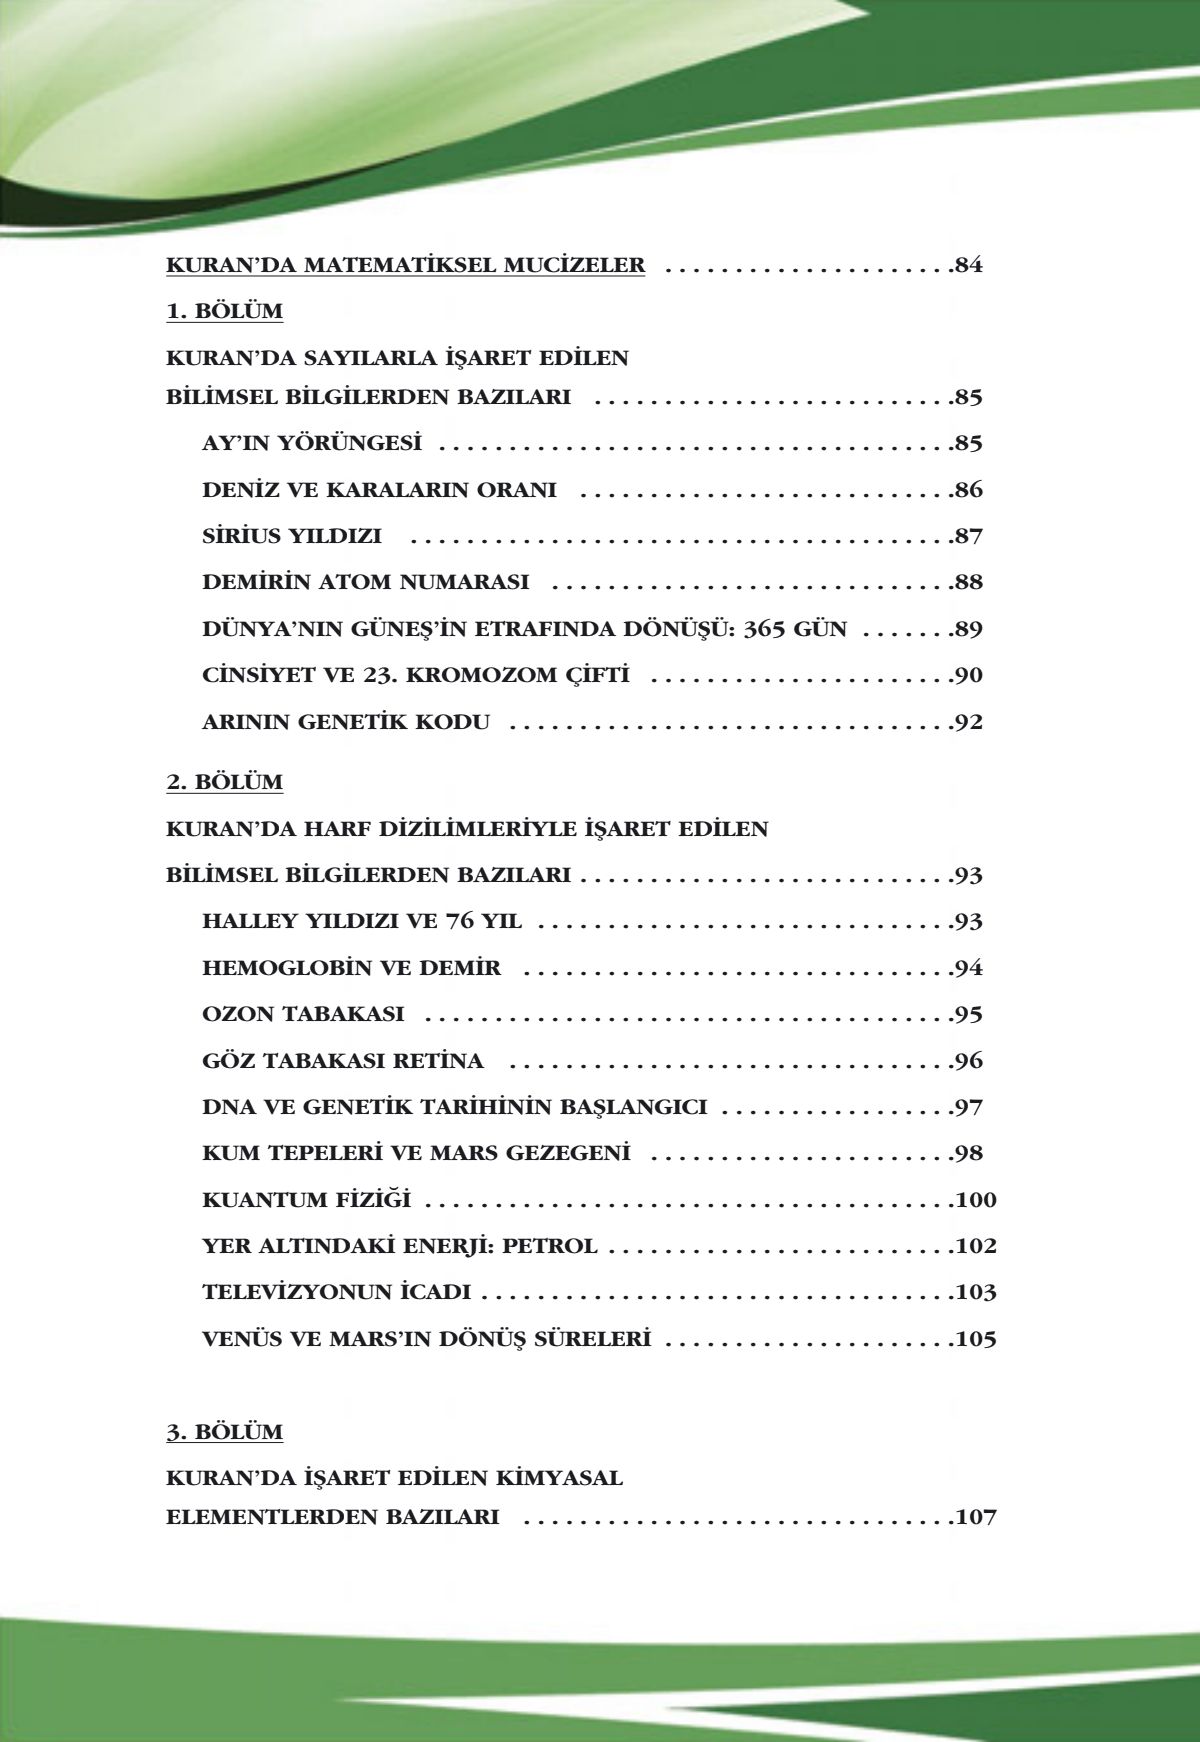 KURAN'DA MATEMATİKSEL MUCİZELER . . . . . . . . . . . . . . . . . . . . .84
1. BÖLÜM
KURAN'DA SAYILARLA İŞARET EDİLEN
BİLİMSEL BİLGİLERDEN BAZILARI . . . . . . . . . . . . . . . . . . . . . . . . . .85
AY'IN YÖRÜNGESİ . . . . . . . . . . . . . . . . . . . . . . . . . . . . . . . . . . . . .85
DENİZ VE KARALARIN ORANI . . . . . . . . . . . . . . . . . . . . . . . . . . .86
SİRİUS YILDIZI . . . . . . . . . . . . . . . . . . . . . . . . . . . . . . . . . . . . . . .87
DEMİRİN ATOM NUMARASI . . . . . . . . . . . . . . . . . . . . . . . . . . . . .88
DÜNYA'NIN GÜNEŞ'İN ETRAFINDA DÖNÜŞÜ: 365 GÜN . . . . . . .89
CİNSİYET VE 23. KROMOZOM ÇİFTİ . . . . . . . . . . . . . . . . . . . . . .90
ARININ GENETİK KODU . . . . . . . . . . . . . . . . . . . . . . . . . . . . . . . .92
2. BÖLÜM
KURAN'DA HARF DİZİLİMLERİYLE İŞARET EDİLEN
BİLİMSEL BİLGİLERDEN BAZILARI . . . . . . . . . . . . . . . . . . . . . . . . . . .93
HALLEY YILDIZI VE 76 YIL . . . . . . . . . . . . . . . . . . . . . . . . . . . . . .93
HEMOGLOBİN VE DEMİR . . . . . . . . . . . . . . . . . . . . . . . . . . . . . . .94
OZON TABAKASI . . . . . . . . . . . . . . . . . . . . . . . . . . . . . . . . . . . . . .95
GÖZ TABAKASI RETİNA . . . . . . . . . . . . . . . . . . . . . . . . . . . . . . . .96
DNA VE GENETİK TARİHİNİN BAŞLANGICI . . . . . . . . . . . . . . . . .97
KUM TEPELERİ VE MARS GEZEGENİ . . . . . . . . . . . . . . . . . . . . . .98
KUANTUM FİZİĞİ . . . . . . . . . . . . . . . . . . . . . . . . . . . . . . . . . . . . . .100
YER ALTINDAKİ ENERJİ: PETROL . . . . . . . . . . . . . . . . . . . . . . . . .102
TELEVİZYONUN İCADI . . . . . . . . . . . . . . . . . . . . . . . . . . . . . . . . . .103
VENÜS VE MARS'IN DÖNÜŞ SÜRELERİ . . . . . . . . . . . . . . . . . . . . .105
3. BÖLÜM
KURAN'DA İŞARET EDİLEN KİMYASAL
ELEMENTLERDEN BAZILARI . . . . . . . . . . . . . . . . . . . . . . . . . . . . . . .107